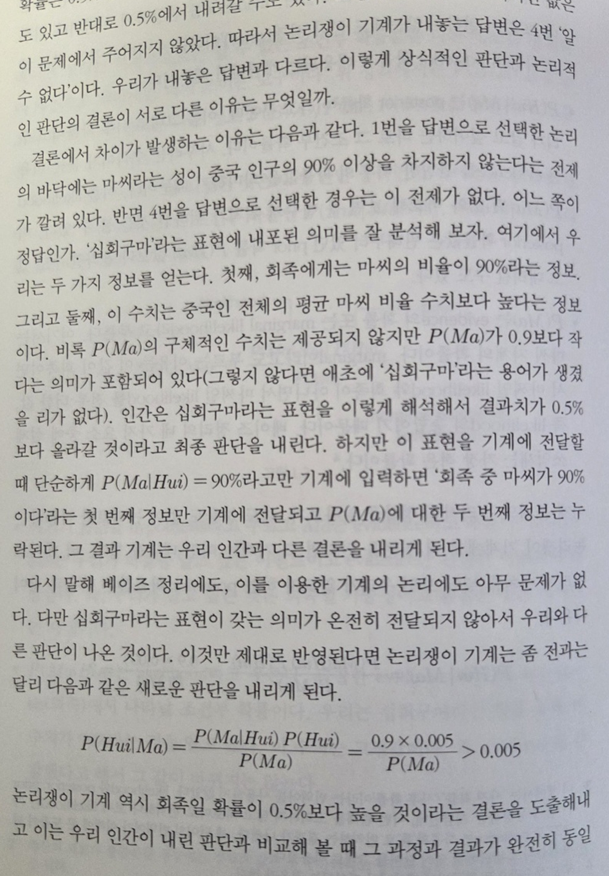 도 있고 반대로 0.5%에서 내려갈 수도 있
이 문제에서 주어지지 않았다. 따라서 논리쟁이 기계가 내놓는 답변은 4번 ‘알
수 없다’이다. 우리가 내놓은 답변과 다르다. 이렇게 상식적인 판단과 논리적
인 판단의 결론이 서로 다른 이유는 무엇일까.
결론에서 차이가 발생하는 이유는 다음과 같다. 1번을 답변으로 선택한 논리
의 바닥에는 마씨라는 성이 중국 인구의 90% 이상을 차지하지 않는다는 전제
가 깔려 있다. 반면 4번을 답변으로 선택한 경우는 이 전제가 없다. 어느 쪽이
정답인가. ‘십회구마’라는 표현에 내포된 의미를 잘 분석해 보자. 여기에서 우
리는 두 가지 정보를 얻는다. 첫째, 회족에게는 마씨의 비율이 90%라는 정보.
그리고 둘째, 이 수치는 중국인 전체의 평균 마씨 비율 수치보다 높다는 정보
이다. 비록 P(Ma)의 구체적인 수치는 제공되지 않지만 P(Ma)가 0.9보다 작
다는 의미가 포함되어 있다(그렇지 않다면 애초에 ‘십회구마’라는 용어가 생겼
을 리가 없다). 인간은 십회구마라는 표현을 이렇게 해석해서 결과치가 0.5%
보다 올라갈 것이라고 최종 판단을 내린다. 하지만 이 표현을 기계에 전달할
때 단순하게 P(Ma|Hui) = 90%라고만 기계에 입력하면 ‘회족 중 마씨가 90%
이다’라는 첫 번째 정보만 기계에 전달되고 P(Ma)에 대한 두 번째 정보는 누
락된다. 그 결과 기계는 우리 인간과 다른 결론을 내리게 된다.
다시 말해 베이즈 정리에도, 이를 이용한 기계의 논리에도 아무 문제가 없
다. 다만 십회구마라는 표현이 갖는 의미가 온전히 전달되지 않아서 우리와 다
른 판단이 나온 것이다. 이것만 제대로 반영된다면 논리쟁이 기계는 좀 전과는
달리 다음과 같은 새로운 판단을 내리게 된다.
P(Hui|Ma) = P(Ma|Hui) P(Hui) / P(Ma) = 0.9 × 0.005 / P(Ma) > 0.005
논리쟁이 기계 역시 회족일 확률이 0.5%보다 높을 것이라는 결론을 도출해내
고 이는 우리 인간이 내린 판단과 비교해 볼 때 그 과정과 결과가 완전히 동일